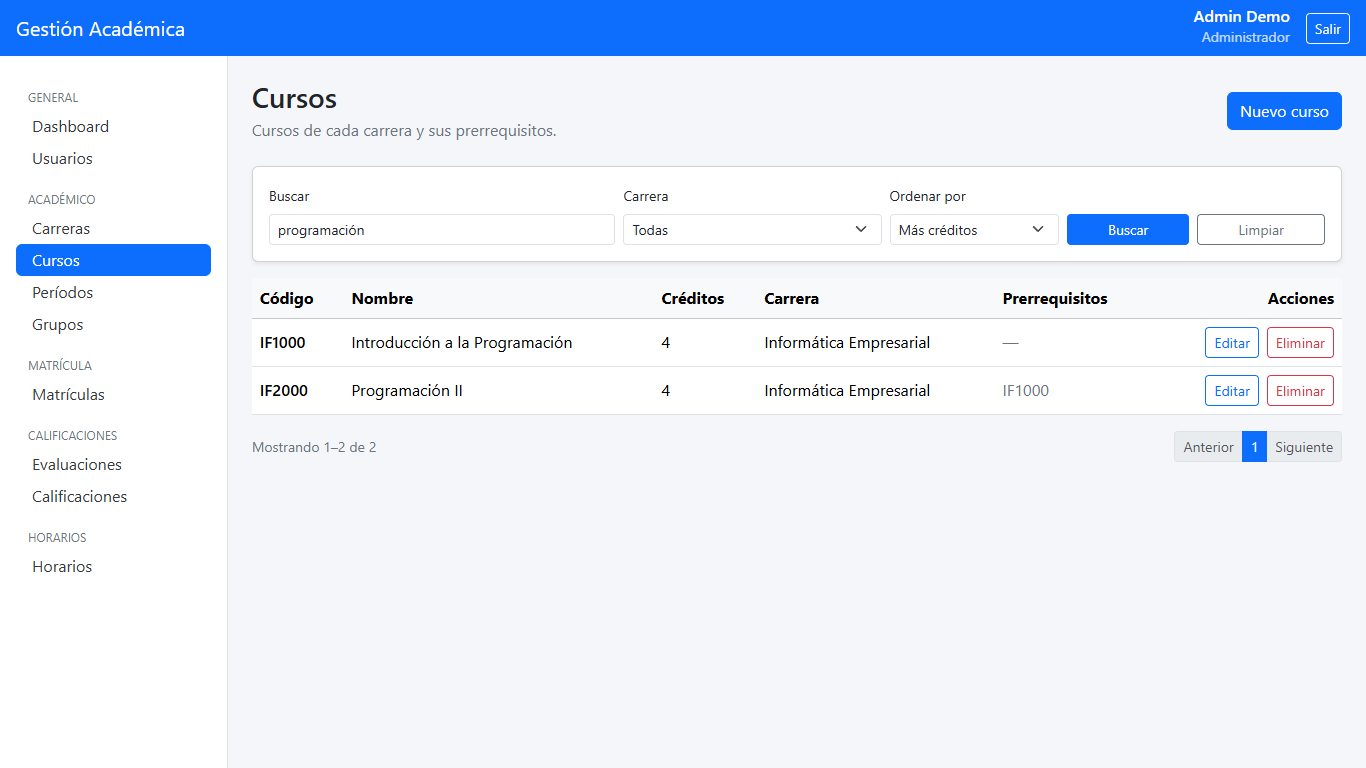 Gestión Académica
Admin Demo
Administrador
Salir
GENERAL
Dashboard
Usuarios
ACADÉMICO
Carreras
Cursos
Períodos
Grupos
MATRÍCULA
Matrículas
CALIFICACIONES
Evaluaciones
Calificaciones
HORARIOS
Horarios
Cursos
Cursos de cada carrera y sus prerrequisitos.
Nuevo curso
Buscar Carrera Ordenar por
programación Todas Más créditos Buscar Limpiar
Código Nombre Créditos Carrera Prerrequisitos Acciones
IF1000 Introducción a la Programación 4 Informática Empresarial — Editar Eliminar
IF2000 Programación II 4 Informática Empresarial IF1000 Editar Eliminar
Mostrando 1–2 de 2 Anterior 1 Siguiente